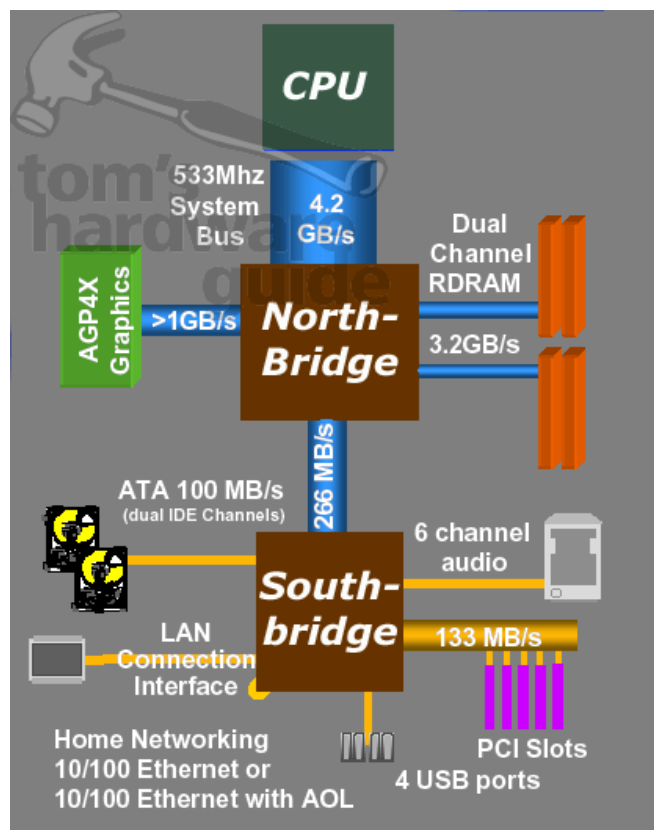 CPU
tom's
hardware
guide
533Mhz
System
Bus
4.2
GB/s
Dual
Channel
RDRAM
3.2GB/s
AGP4X
Graphics
>1GB/s
North-
Bridge
266 MB/s
ATA 100 MB/s
(dual IDE Channels)
6 channel
audio
South-
bridge
133 MB/s
LAN
Connection
Interface
PCI Slots
4 USB ports
Home Networking
10/100 Ethernet or
10/100 Ethernet with AOL